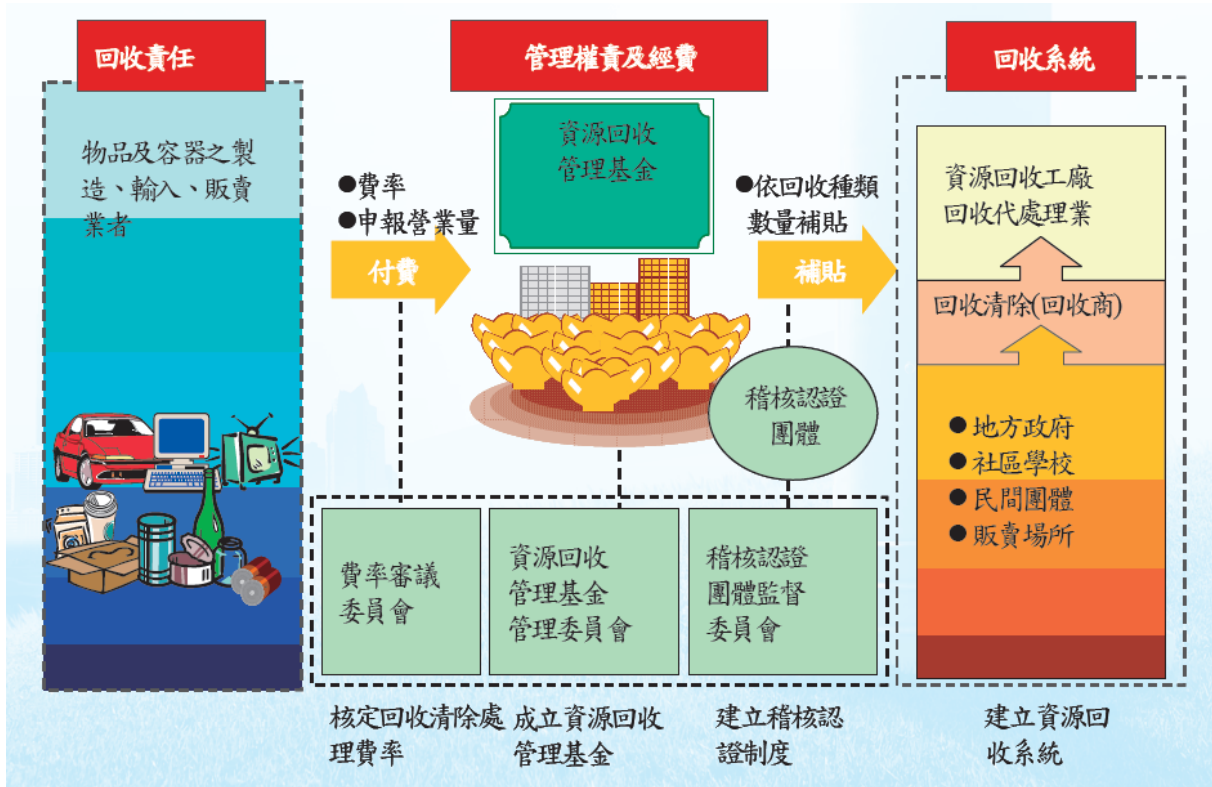 回收責任
物品及容器之製
造、輸入、販賣
業者
管理權責及經費
●費率
●申報營業量
付費
資源回收
管理基金
●依回收種類
數量補貼
補貼
稽核認證
團體
費率審議
委員會
資源回收
管理基金
管理委員會
稽核認證
團體監督
委員會
核定回收清除處
理費率
成立資源回收
管理基金
建立稽核認
證制度
回收系統
資源回收工廠
回收代處理業
回收清除(回收商)
●地方政府
●社區學校
●民間團體
●販賣場所
建立資源回
收系統